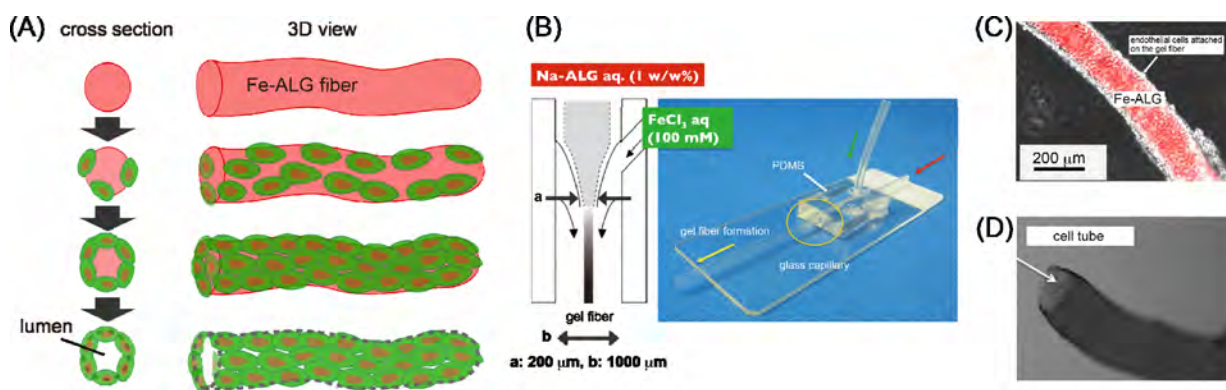 (A)
cross section
3D view
Fe-ALG fiber
lumen
(B)
Na-ALG aq. (1 w/w%)
FeCl₃ aq
(100 mM)
a
gel fiber
b
a: 200 μm, b: 1000 μm
PDMS
gel fiber formation
glass capillary
(C)
endothelial cells attached
on the gel fiber
Fe-ALG
200 μm
(D)
cell tube